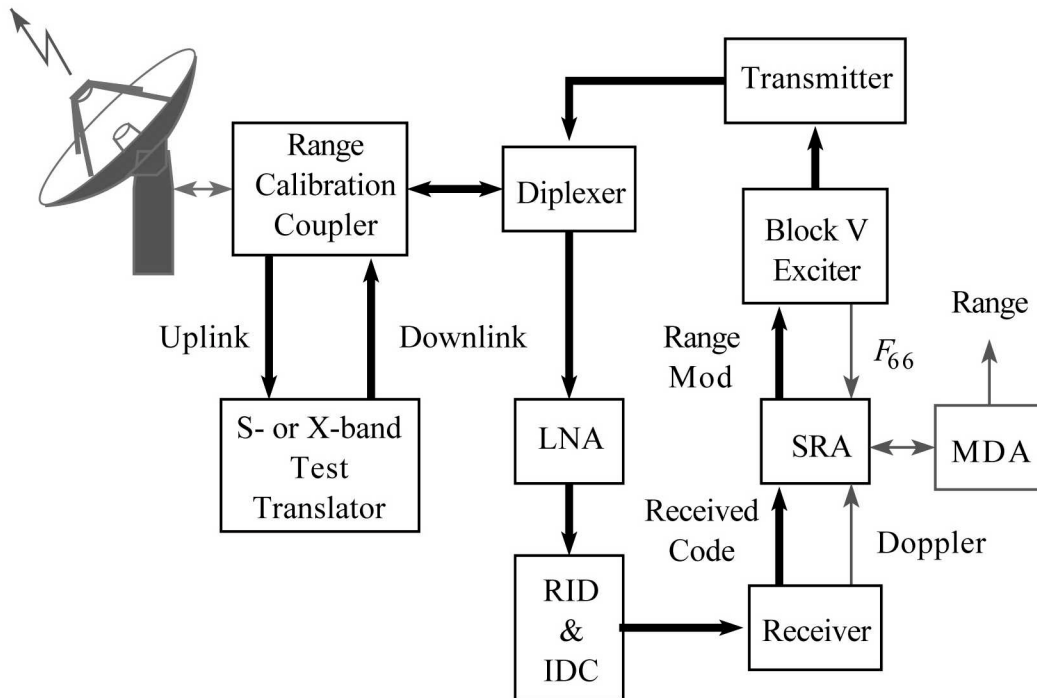 Transmitter
Range
Calibration
Coupler
Diplexer
Block V
Exciter
Range
Uplink
Downlink
Range
Mod
F66
S- or X-band
Test
Translator
LNA
SRA
MDA
Received
Code
Doppler
RID
&
IDC
Receiver